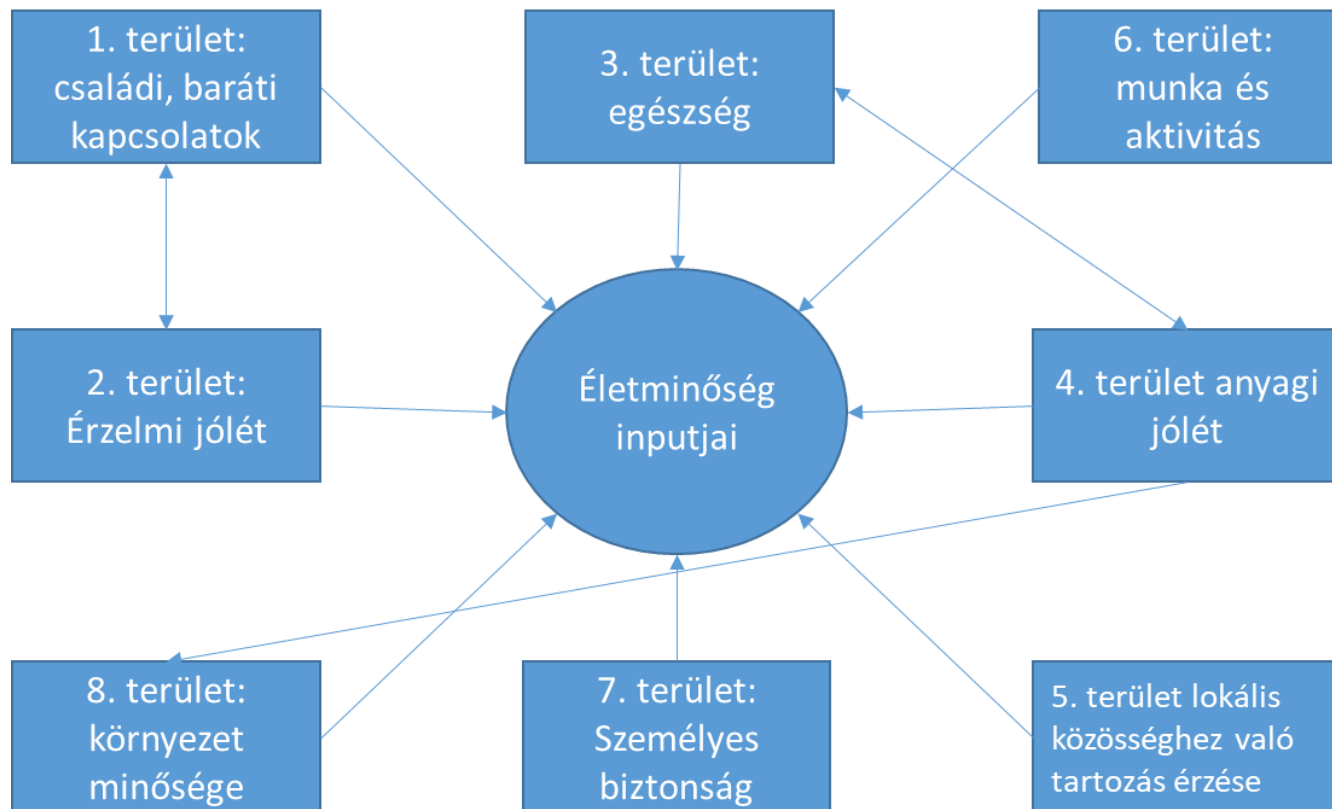 1. terület:
családi, baráti
kapcsolatok
3. terület:
egészség
6. terület:
munka és
aktivitás
2. terület:
Érzelmi jólét
Életminőség
inputjai
4. terület anyagi
jólét
8. terület:
környezet
minősége
7. terület:
Személyes
biztonság
5. terület lokális
közösséghez való
tartozás érzése